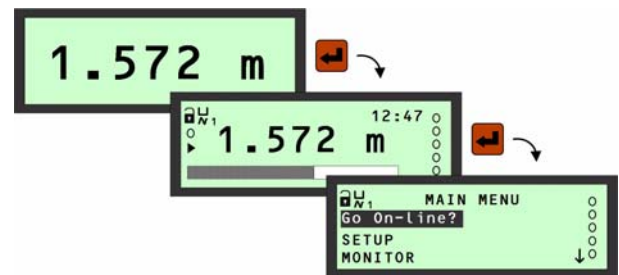 1.572 m
12:47
1.572 m
MAIN MENU
Go On-line?
SETUP
MONITOR